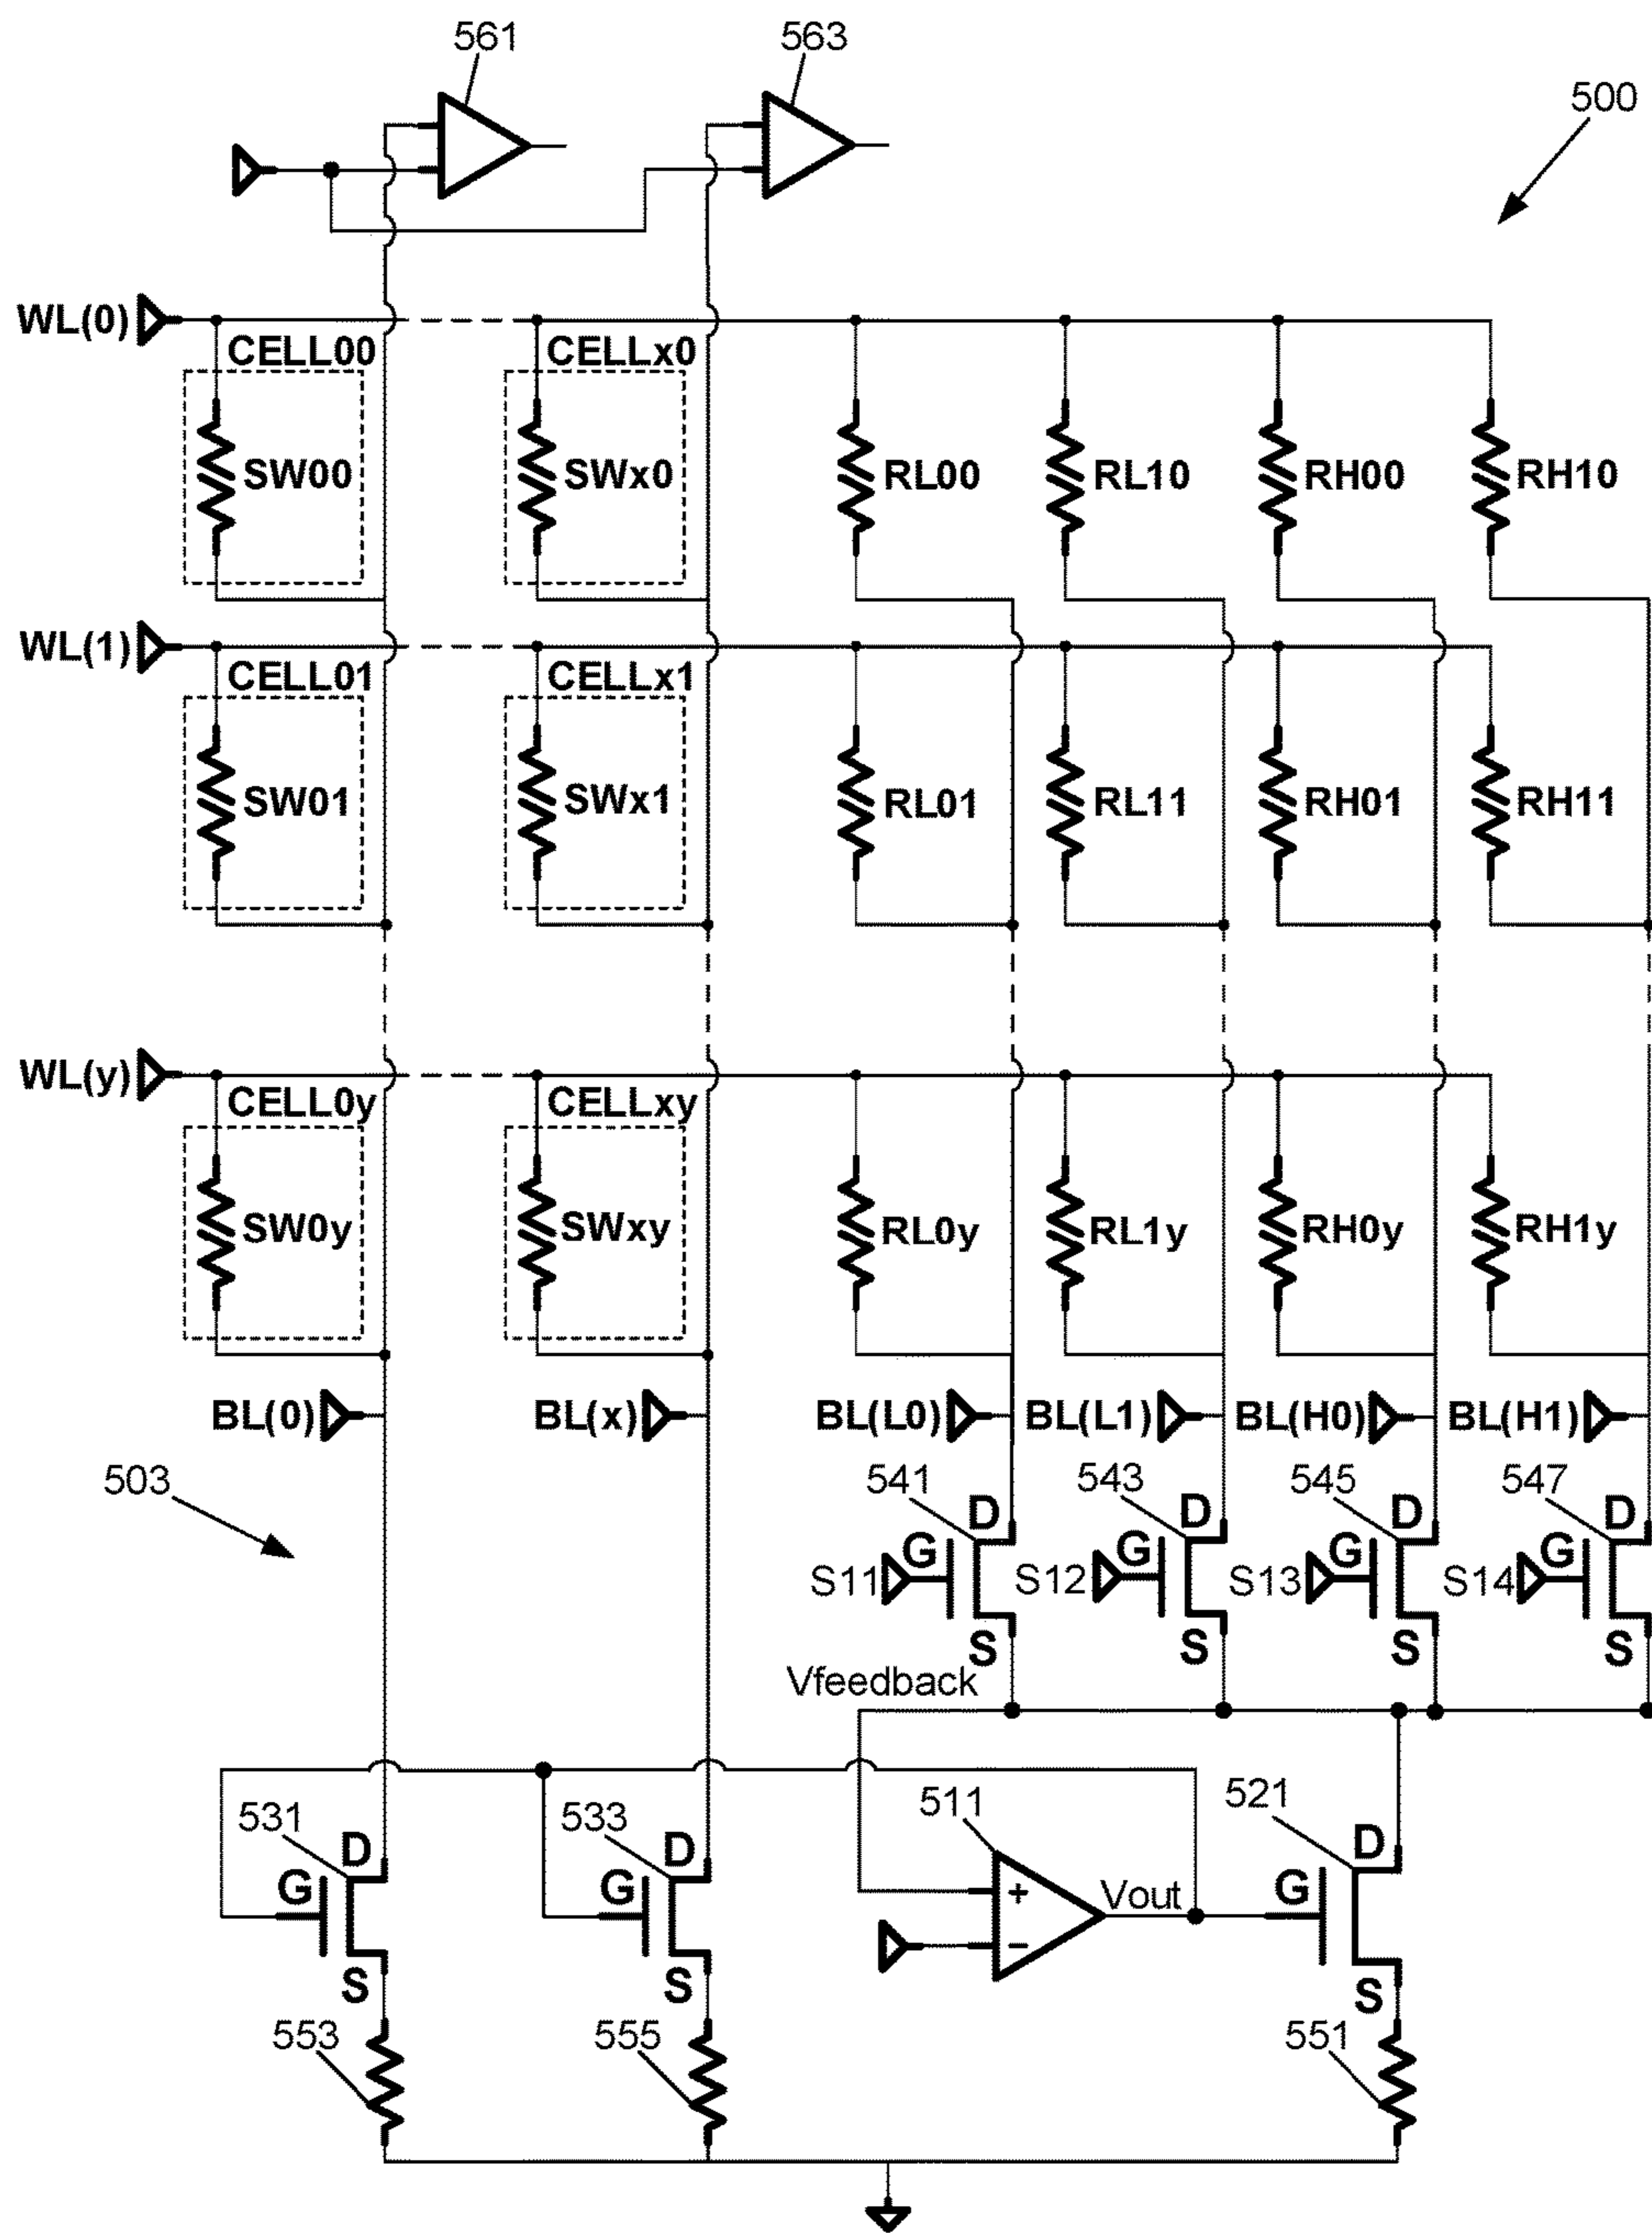 561 563
500
WL(0)
CELL00 CELLx0
SW00 SWx0 RL00 RL10 RH00 RH10
WL(1)
CELL01 CELLx1
SW01 SWx1 RL01 RL11 RH01 RH11
WL(y)
CELL0y CELLxy
SW0y SWxy RL0y RL1y RH0y RH1y
BL(0) BL(x) BL(L0) BL(L1) BL(H0) BL(H1)
503 541 543 545 547
D D D D
G G G G
S11 S12 S13 S14
S S S S
Vfeedback
531 533 511 521
D D D
G G + Vout G
−
S S S
553 555 551